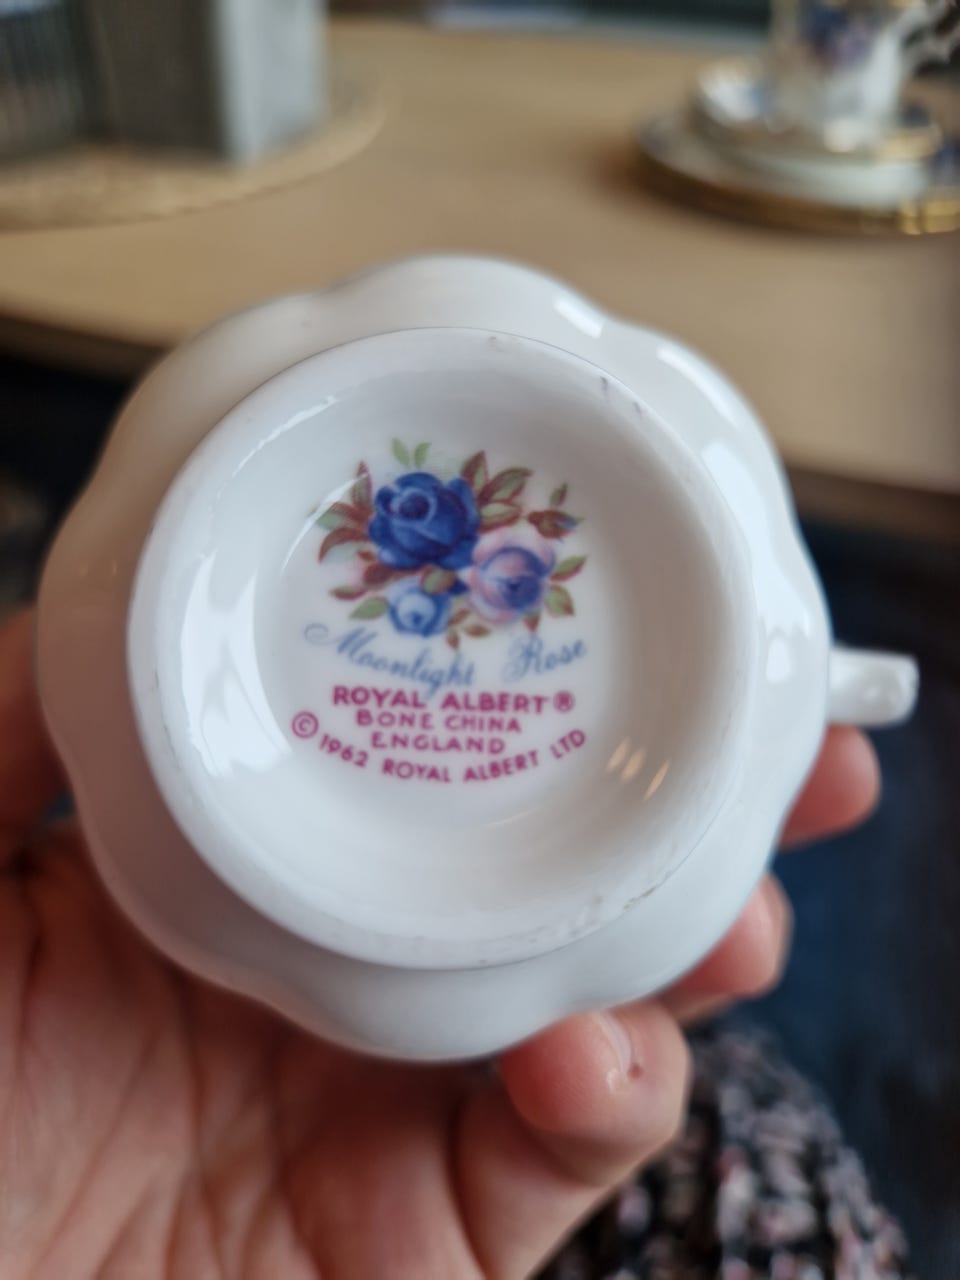 Moonlight Rose
ROYAL ALBERT®
BONE CHINA
ENGLAND
© 1962 ROYAL ALBERT LTD